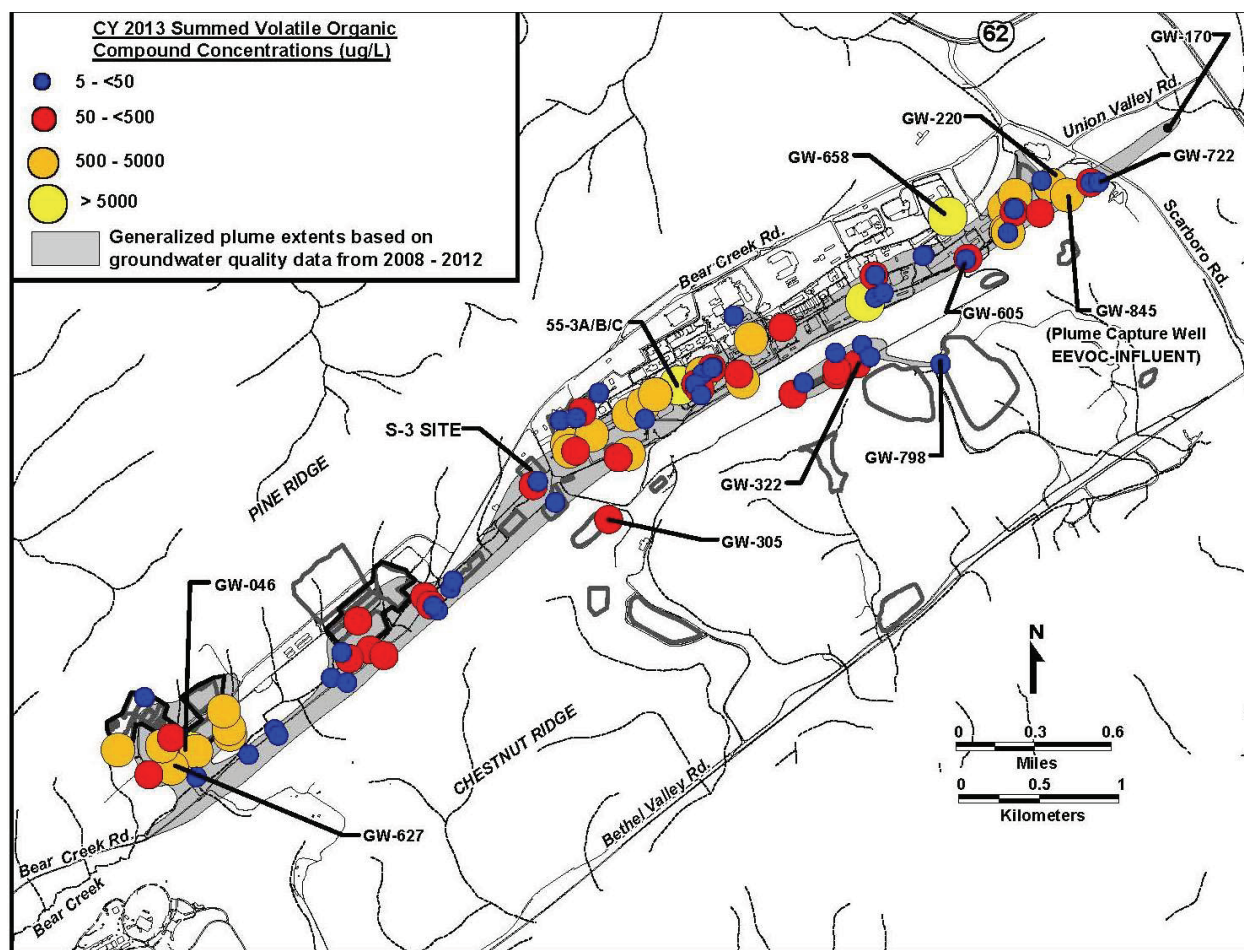 CY 2013 Summed Volatile Organic
Compound Concentrations (ug/L)
5 - <50
50 - <500
500 - 5000
> 5000
Generalized plume extents based on
groundwater quality data from 2008 - 2012
62
GW-170
Union Valley Rd.
GW-220
GW-722
GW-658
Scarboro Rd.
Bear Creek Rd.
55-3A/B/C
GW-605
GW-845
(Plume Capture Well
EEVOC-INFLUENT)
S-3 SITE
GW-798
GW-322
PINE RIDGE
GW-305
GW-046
N
CHESTNUT RIDGE
0 0.3 0.6
Miles
0 0.5 1
Kilometers
Bethel Valley Rd.
GW-627
Bear Creek Rd.
Bear Creek